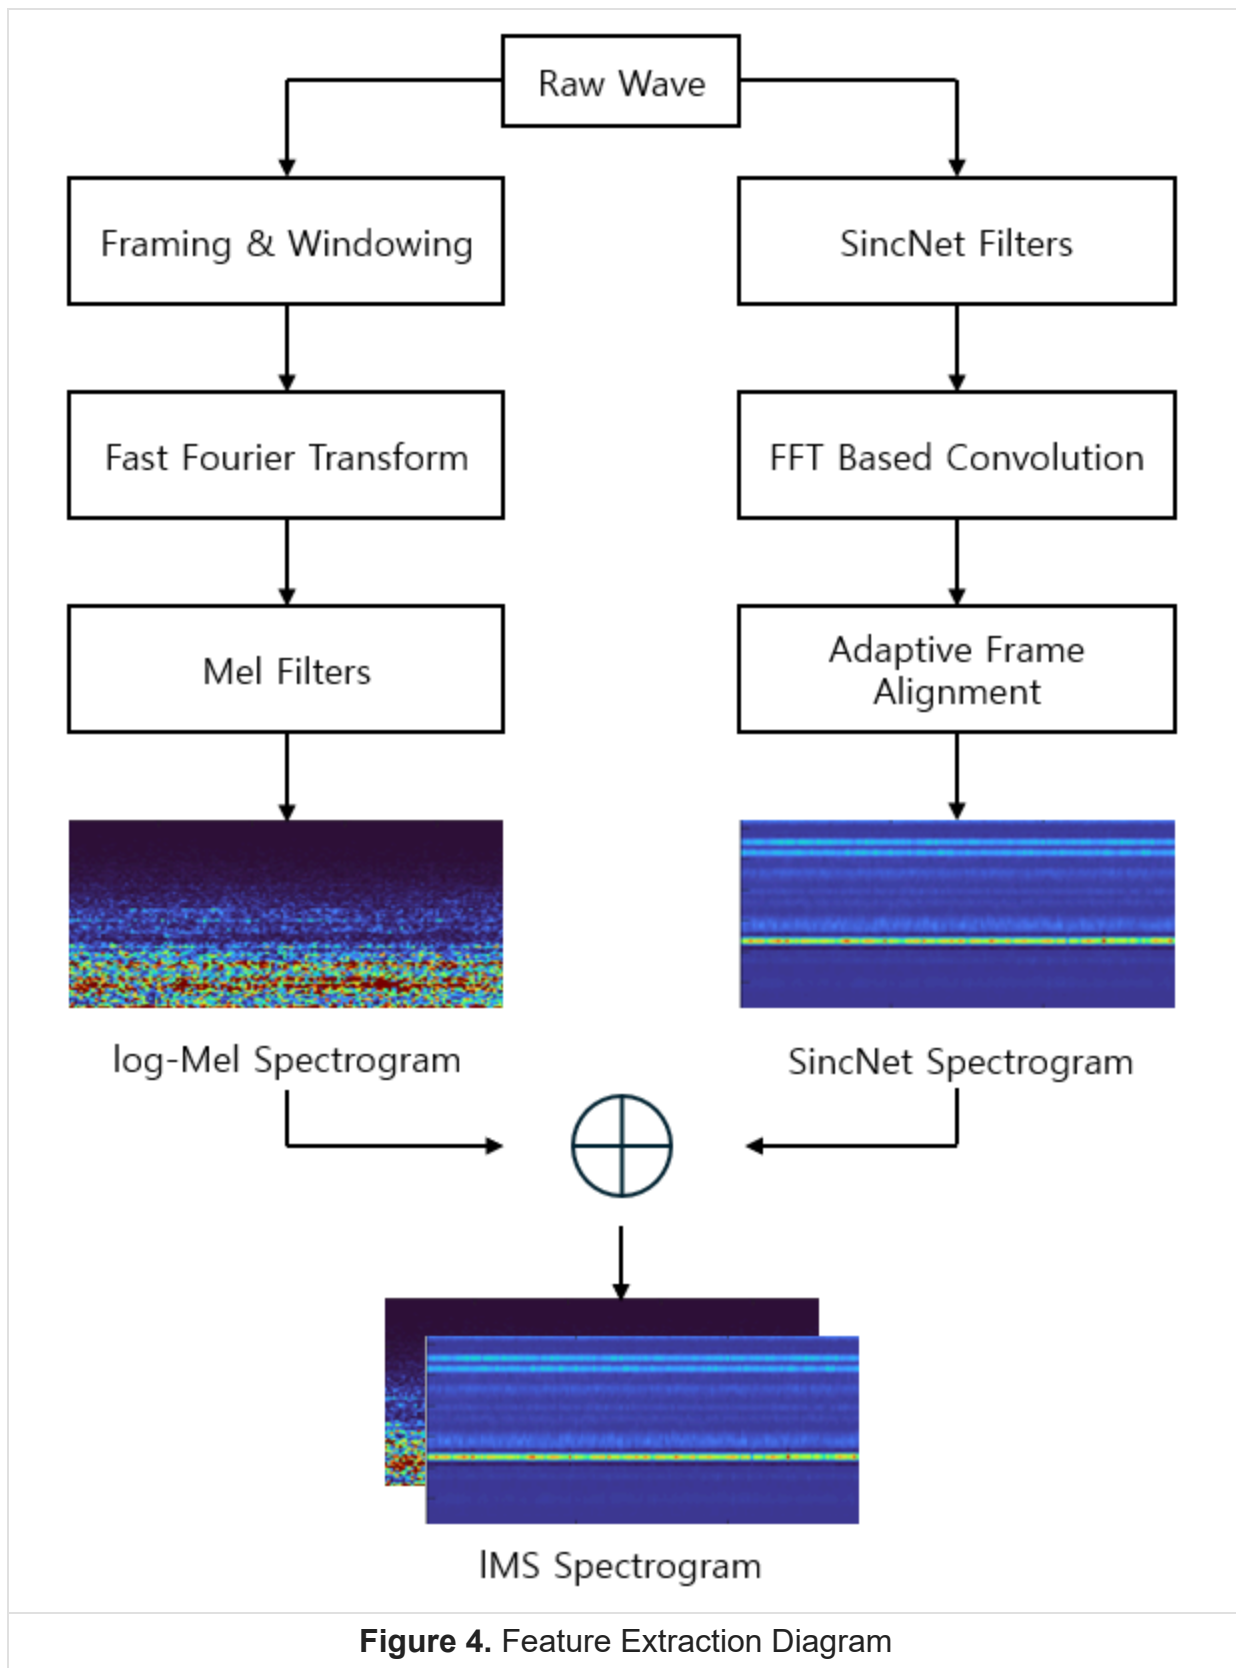 Raw Wave
Framing & Windowing
SincNet Filters
Fast Fourier Transform
FFT Based Convolution
Mel Filters
Adaptive Frame
Alignment
log-Mel Spectrogram
SincNet Spectrogram
lMS Spectrogram
Figure 4. Feature Extraction Diagram